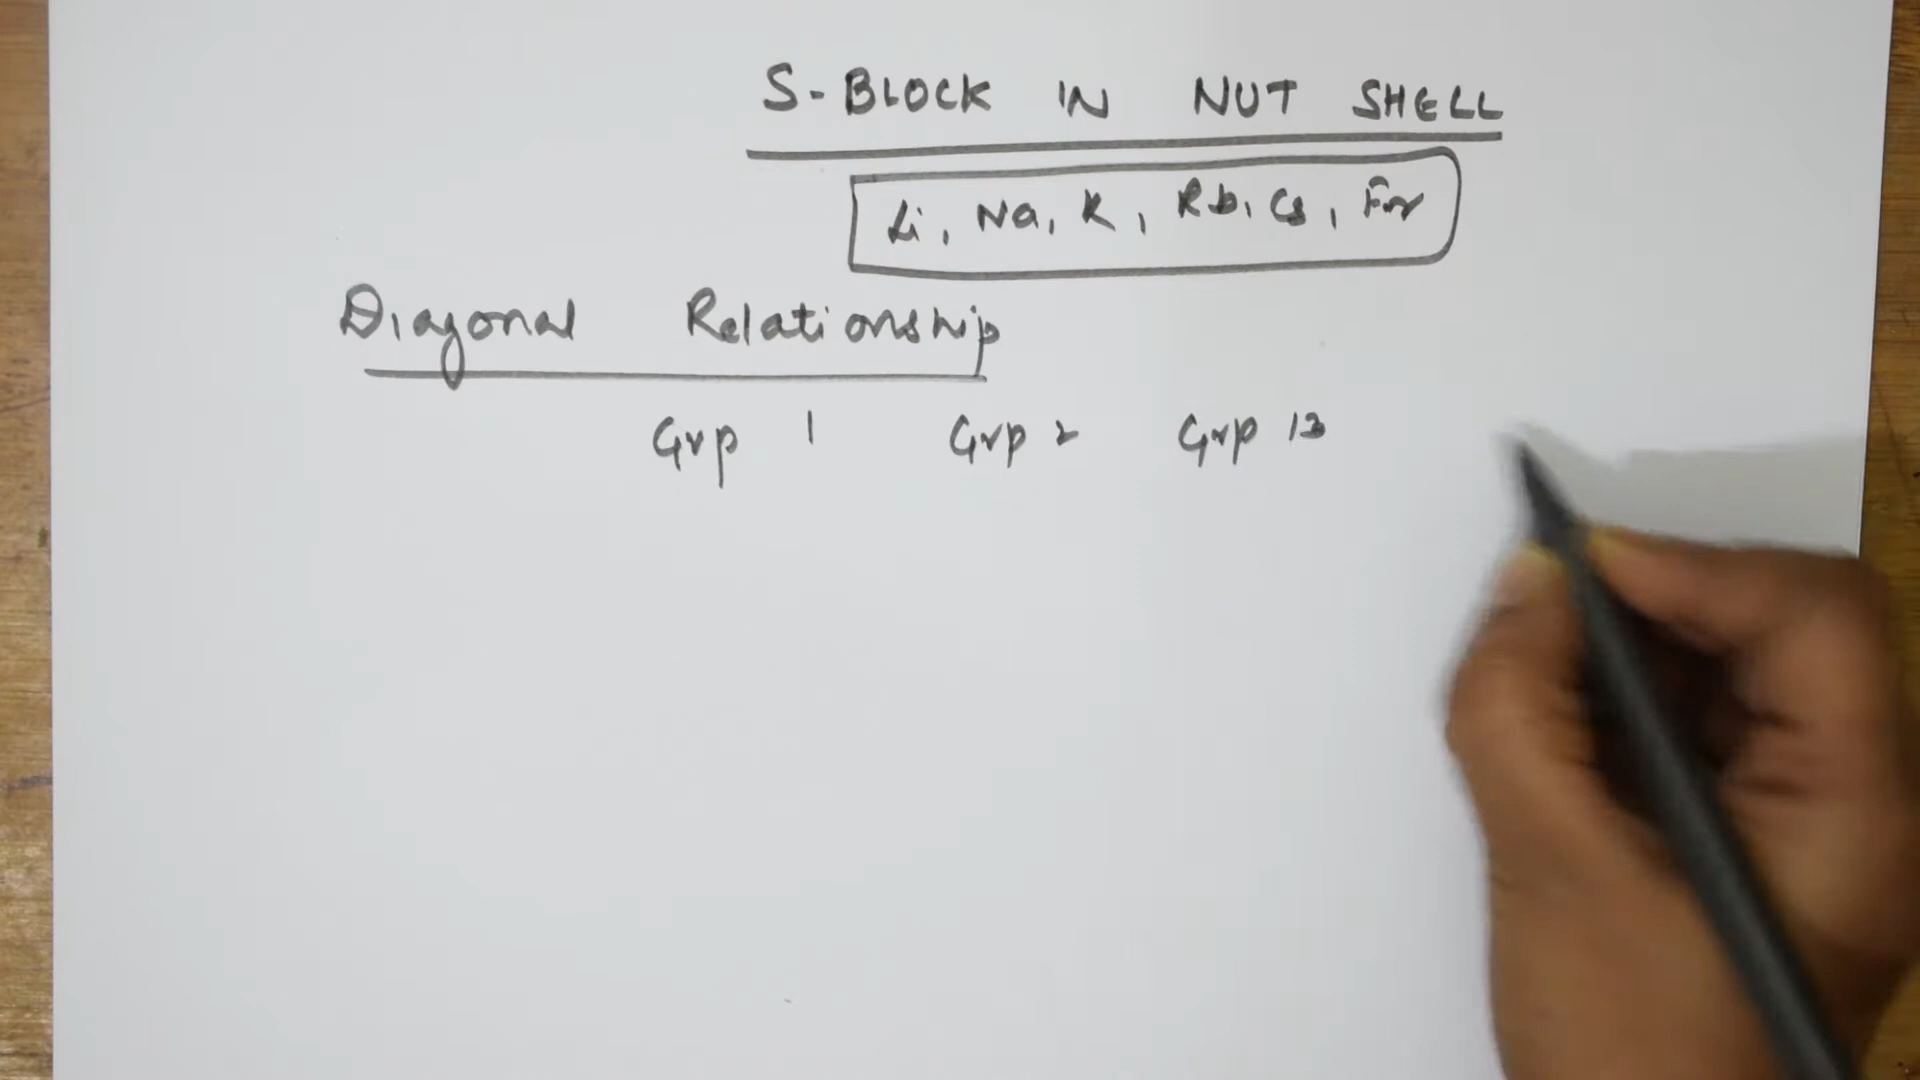 S-BLOCK IN NUT SHELL
Li, Na, K, Rb, Cs, Fr
Diagonal Relationship
Grp 1 Grp 2 Grp 13